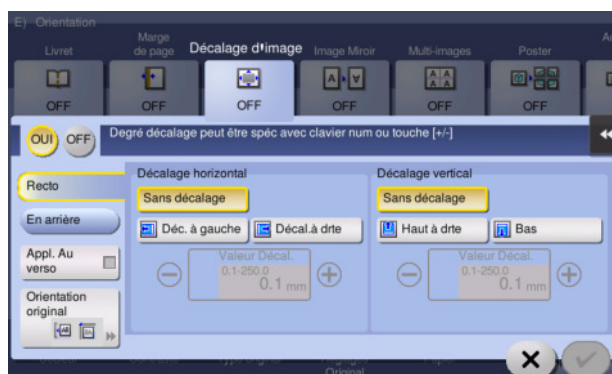 E) Orientation
Livret
Marge
de page
Décalage d'image
Image Miroir
Multi-images
Poster
OFF
OFF
OFF
OFF
OFF
OFF
OUI
OFF
Degré décalage peut être spéc avec clavier num ou touche [+/-]
Recto
En arrière
Appl. Au
verso
Orientation
original
Décalage horizontal
Sans décalage
Déc. à gauche
Décal.à drte
Valeur Décal.
0.1-250.0
0.1 mm
Décalage vertical
Sans décalage
Haut à drte
Bas
Valeur Décal.
0.1-250.0
0.1 mm
Original